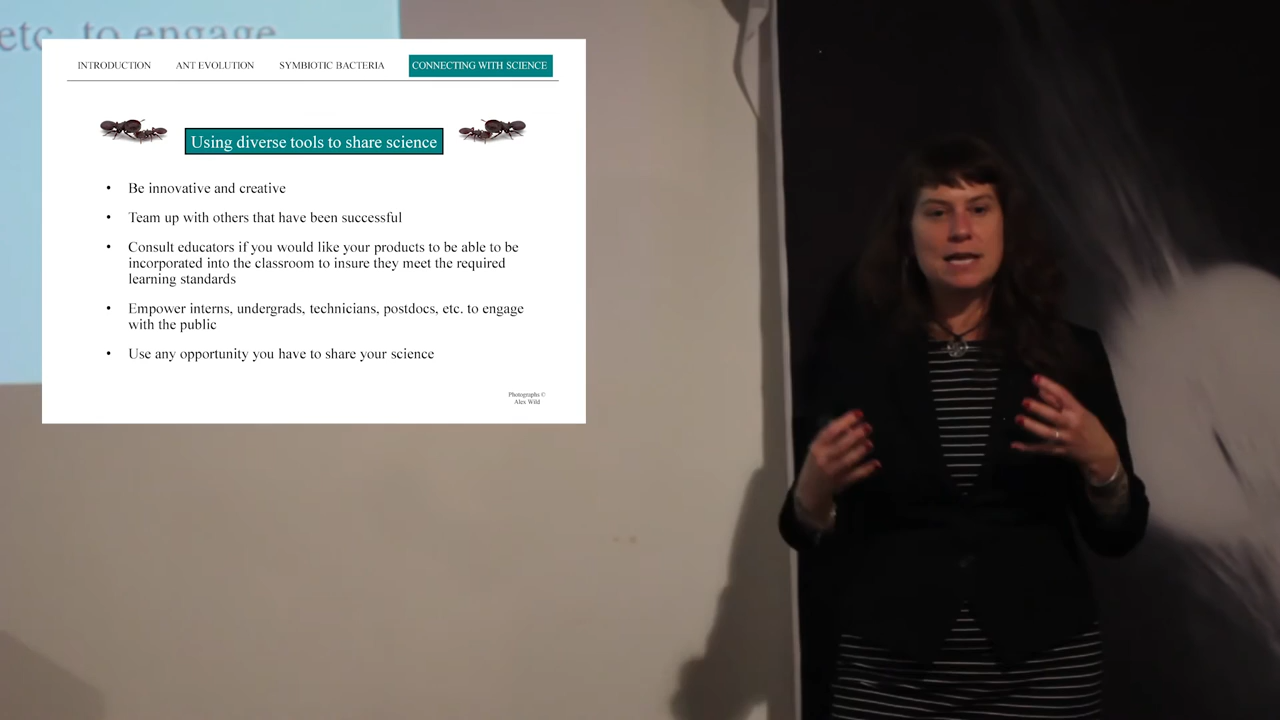 etc. to engage
INTRODUCTION ANT EVOLUTION SYMBIOTIC BACTERIA CONNECTING WITH SCIENCE
Using diverse tools to share science
• Be innovative and creative
• Team up with others that have been successful
• Consult educators if you would like your products to be able to be
incorporated into the classroom to insure they meet the required
learning standards
• Empower interns, undergrads, technicians, postdocs, etc. to engage
with the public
• Use any opportunity you have to share your science
Photographs ©
Alex Wild